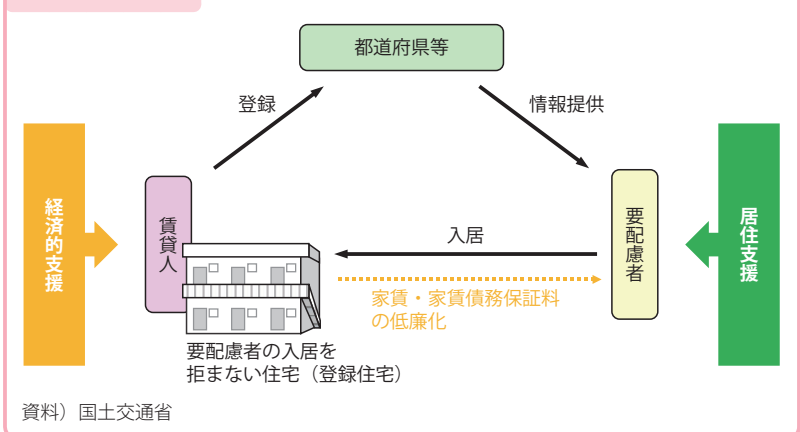 都道府県等
登録
情報提供
経済的支援
賃貸人
入居
要配慮者
居住支援
家賃・家賃債務保証料
の低廉化
要配慮者の入居を
拒まない住宅（登録住宅）
資料）国土交通省